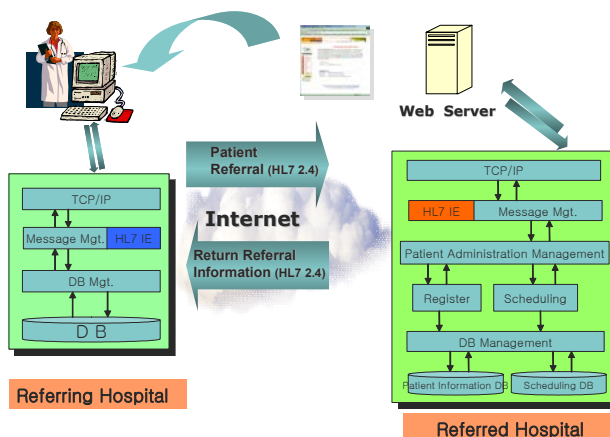 Web Server
Patient
Referral (HL7 2.4)
Internet
Return Referral
Information (HL7 2.4)
TCP/IP
Message Mgt.
HL7 IE
DB Mgt.
D B
Referring Hospital
TCP/IP
HL7 IE
Message Mgt.
Patient Administration Management
Register
Scheduling
DB Management
Patient Information DB
Scheduling DB
Referred Hospital